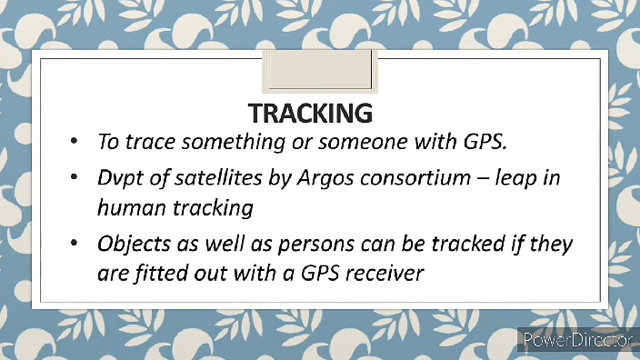 TRACKING
• To trace something or someone with GPS.
• Dvpt of satellites by Argos consortium – leap in
human tracking
• Objects as well as persons can be tracked if they
are fitted out with a GPS receiver
PowerDirector